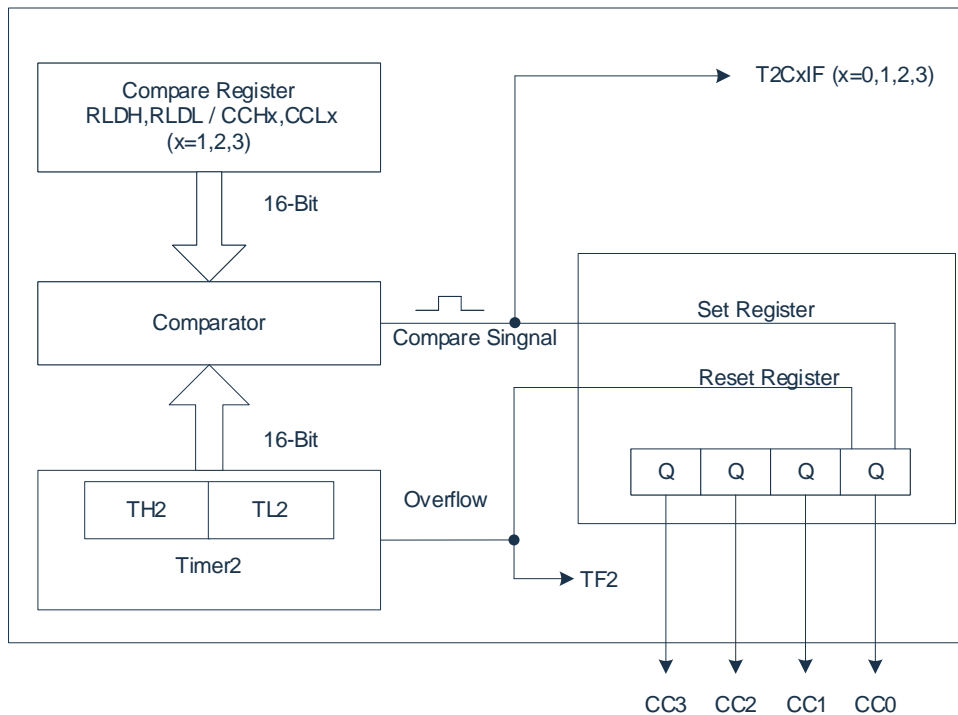 Compare Register
RLDH,RLDL / CCHx,CCLx
(x=1,2,3)
T2CxIF (x=0,1,2,3)
16-Bit
Comparator
Compare Singnal
Set Register
Reset Register
16-Bit
TH2
TL2
Timer2
Overflow
TF2
Q
Q
Q
Q
CC3
CC2
CC1
CC0